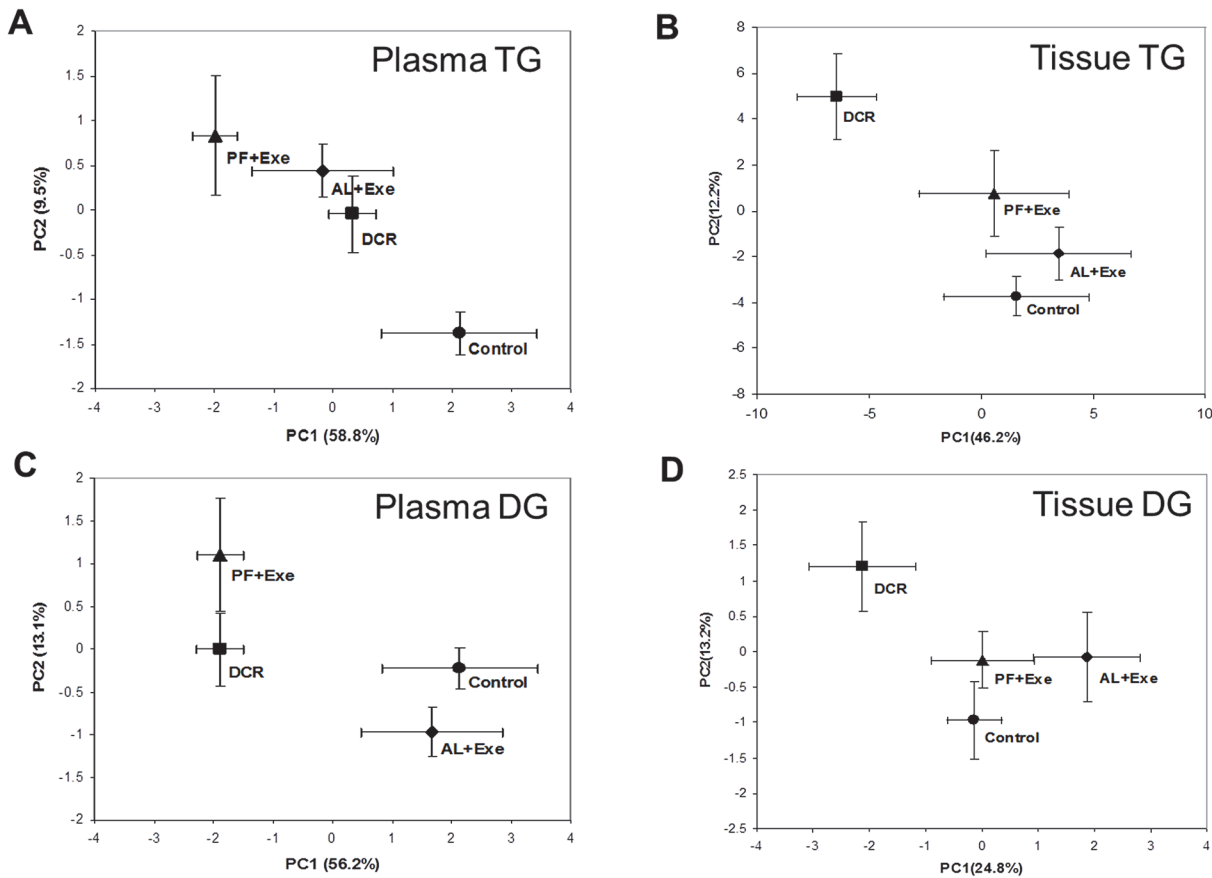 A
Plasma TG
2
1.5
1
0.5
0
-0.5
-1
-1.5
-2
PC2 (9.5%)
PF+Exe
AL+Exe
DCR
Control
-4 -3 -2 -1 0 1 2 3 4
PC1 (58.8%)
B
Tissue TG
8
6
4
2
0
-2
-4
-6
-8
PC2(12.2%)
DCR
PF+Exe
AL+Exe
Control
-10 -5 0 5 10
PC1(46.2%)
C
Plasma DG
2
1.5
1
0.5
0
-0.5
-1
-1.5
-2
PC2 (13.1%)
PF+Exe
DCR
Control
AL+Exe
-4 -3 -2 -1 0 1 2 3 4
PC1 (56.2%)
D
Tissue DG
2.5
2
1.5
1
0.5
0
-0.5
-1
-1.5
-2
-2.5
PC2(13.2%)
DCR
PF+Exe
AL+Exe
Control
-4 -3 -2 -1 0 1 2 3 4
PC1(24.8%)